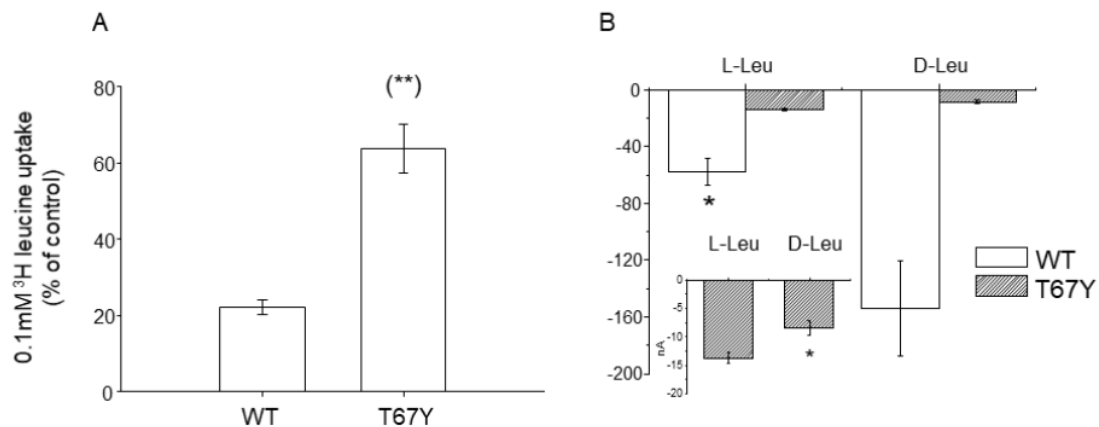 A
0.1mM ³H leucine uptake
(% of control)
80
60
40
20
0
(**)
WT
T67Y
B
L-Leu
D-Leu
0
-40
-80
-120
-160
-200
*
L-Leu
D-Leu
0
-5
-10
-15
-20
nA
*
WT
T67Y